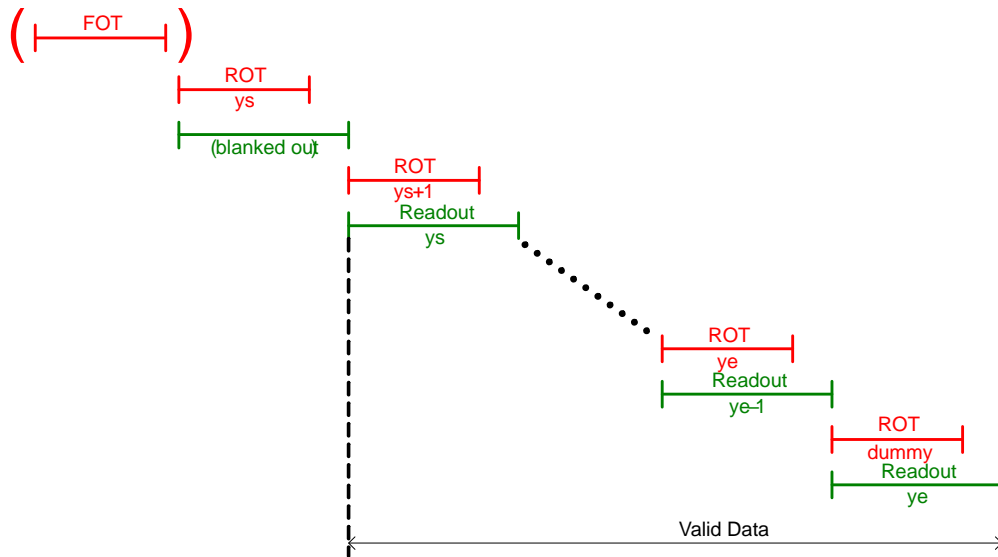 ( FOT )
ROT
ys
(blanked out)
ROT
ys+1
Readout
ys
ROT
ye
Readout
ye-1
ROT
dummy
Readout
ye
Valid Data